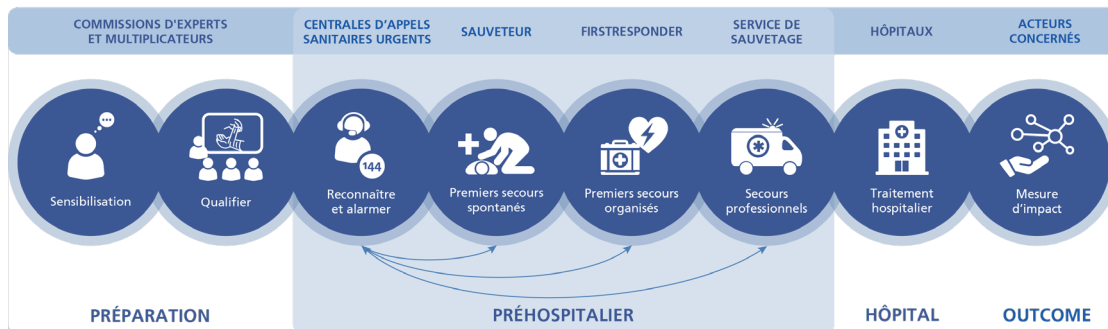 COMMISSIONS D'EXPERTS
ET MULTIPLICATEURS
CENTRALES D'APPELS
SANITAIRES URGENTS
SAUVETEUR
FIRSTRESPONDER
SERVICE DE
SAUVETAGE
HÔPITAUX
ACTEURS
CONCERNÉS
Sensibilisation
Qualifier
144
Reconnaître
et alarmer
Premiers secours
spontanés
Premiers secours
organisés
Secours
professionnels
Traitement
hospitalier
Mesure
d'impact
PRÉPARATION
PRÉHOSPITALIER
HÔPITAL
OUTCOME